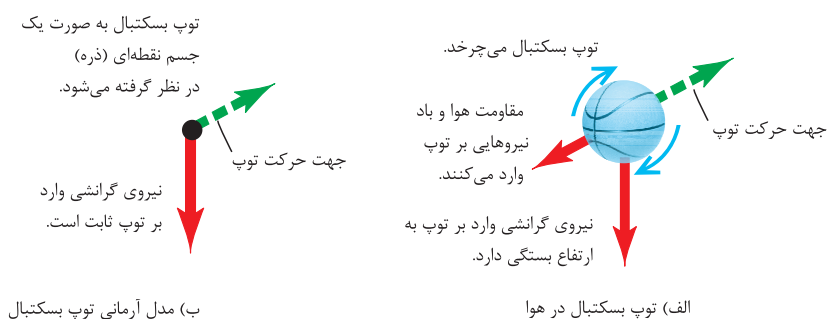 توپ بسکتبال می‌چرخد.
مقاومت هوا و باد
نیروهایی بر توپ
وارد می‌کنند.
جهت حرکت توپ
نیروی گرانشی وارد بر توپ به
ارتفاع بستگی دارد.
الف) توپ بسکتبال در هوا
توپ بسکتبال به صورت یک
جسم نقطه‌ای (ذره)
در نظر گرفته می‌شود.
جهت حرکت توپ
نیروی گرانشی وارد
بر توپ ثابت است.
ب) مدل آرمانی توپ بسکتبال